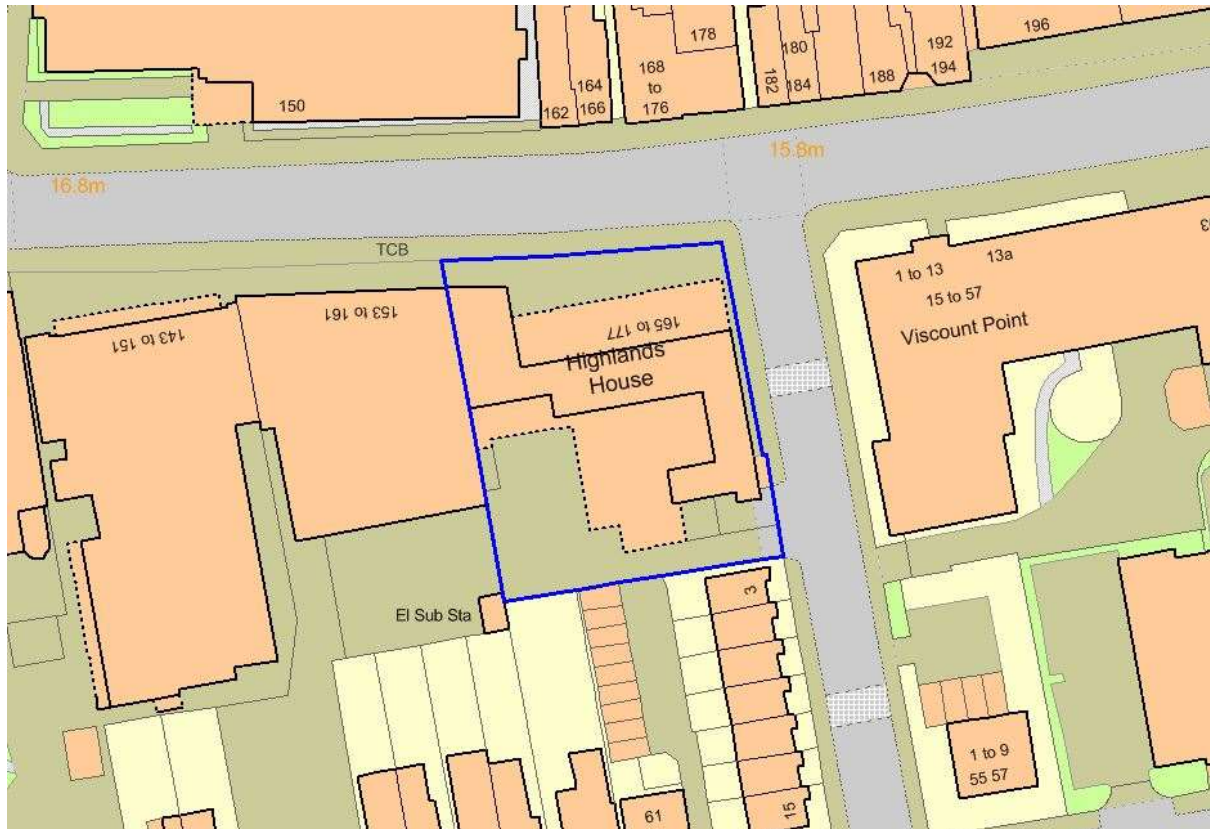 196
178
192
180
164
168
188
194
150
182
184
to
162
166
176
15.8m
16.8m
TCB
13a
1 to 13
15 to 57
153 to 161
165 to 177
Viscount Point
143 to 151
Highlands
House
3
El Sub Sta
1 to 9
55 57
61
15